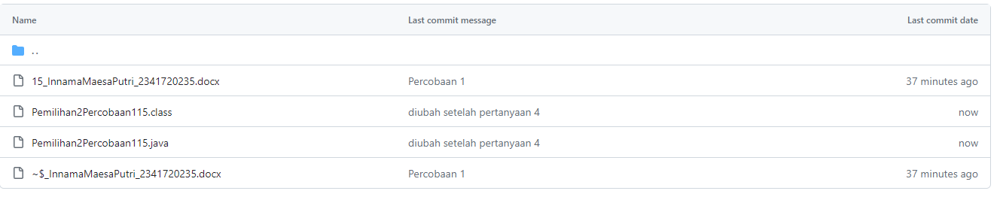 Name Last commit message Last commit date
..
15_InnamaMaesaPutri_2341720235.docx Percobaan 1 37 minutes ago
Pemilihan2Percobaan115.class diubah setelah pertanyaan 4 now
Pemilihan2Percobaan115.java diubah setelah pertanyaan 4 now
~$_InnamaMaesaPutri_2341720235.docx Percobaan 1 37 minutes ago